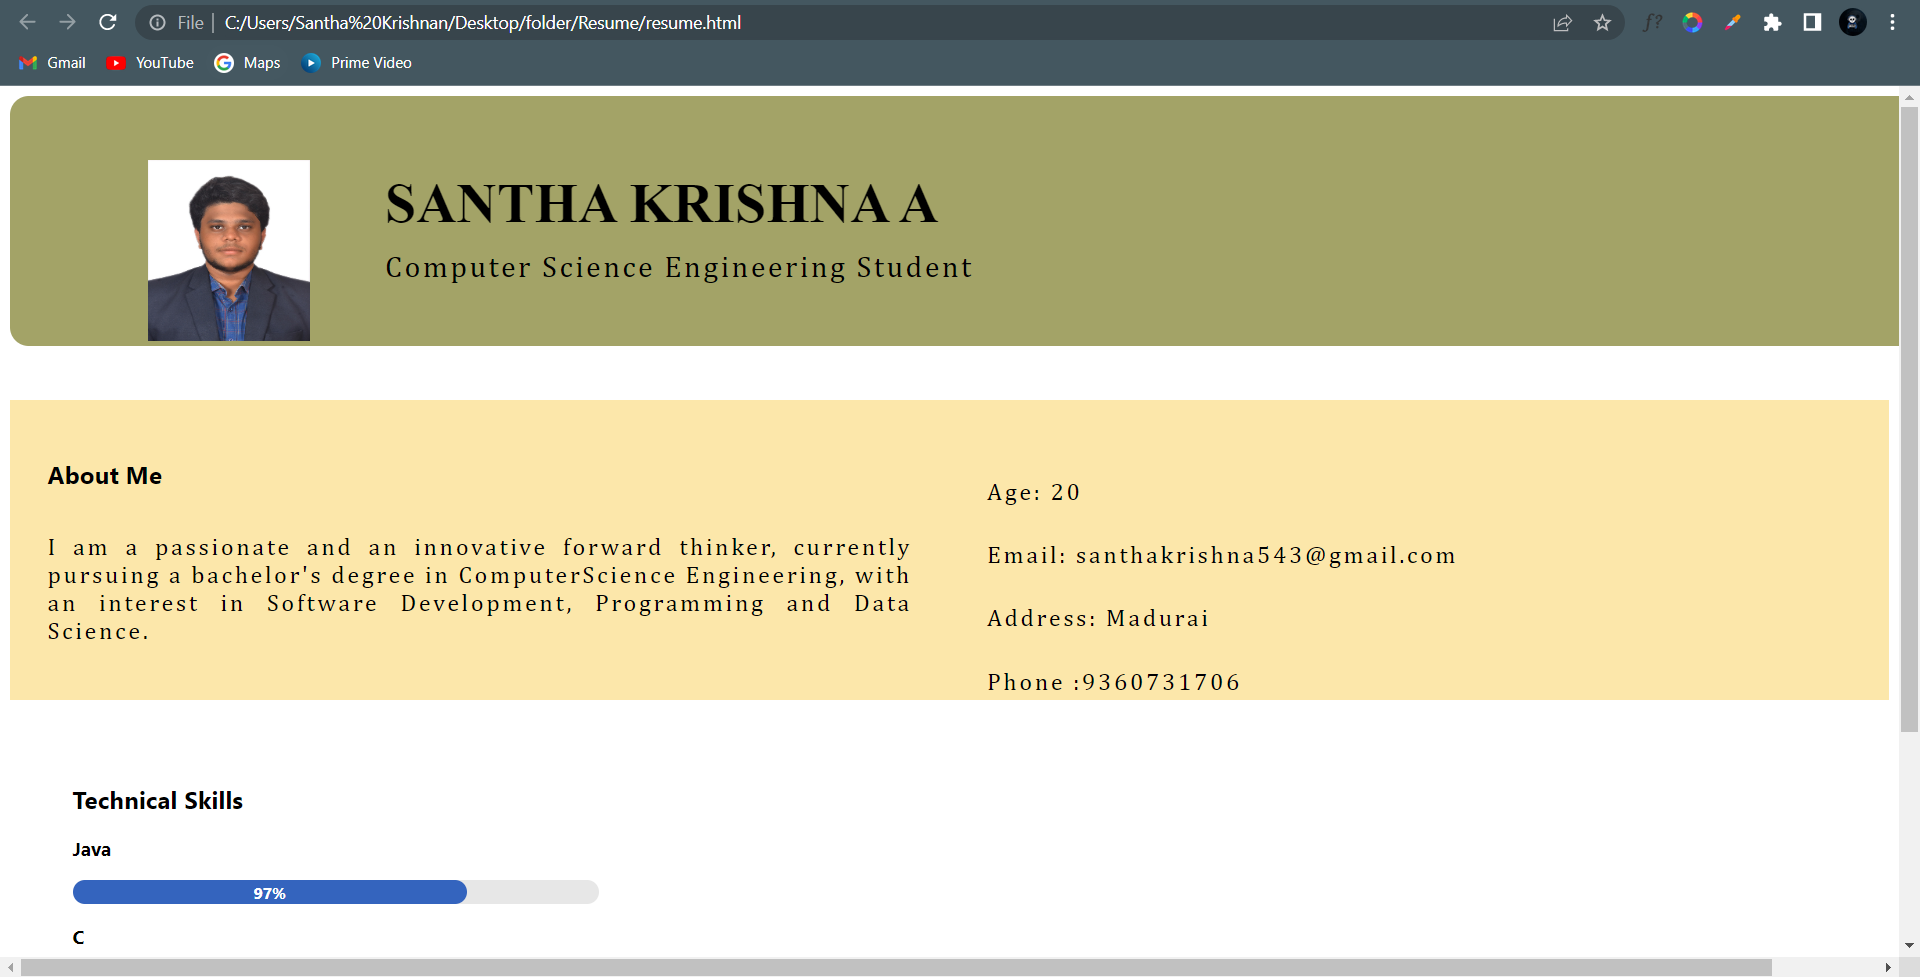 File | C:/Users/Santha%20Krishnan/Desktop/folder/Resume/resume.html
f?
Gmail YouTube Maps Prime Video
SANTHA KRISHNA A
Computer Science Engineering Student
About Me
I am a passionate and an innovative forward thinker, currently
pursuing a bachelor's degree in ComputerScience Engineering, with
an interest in Software Development, Programming and Data
Science.
Age: 20
Email: santhakrishna543@gmail.com
Address: Madurai
Phone :9360731706
Technical Skills
Java
97%
C